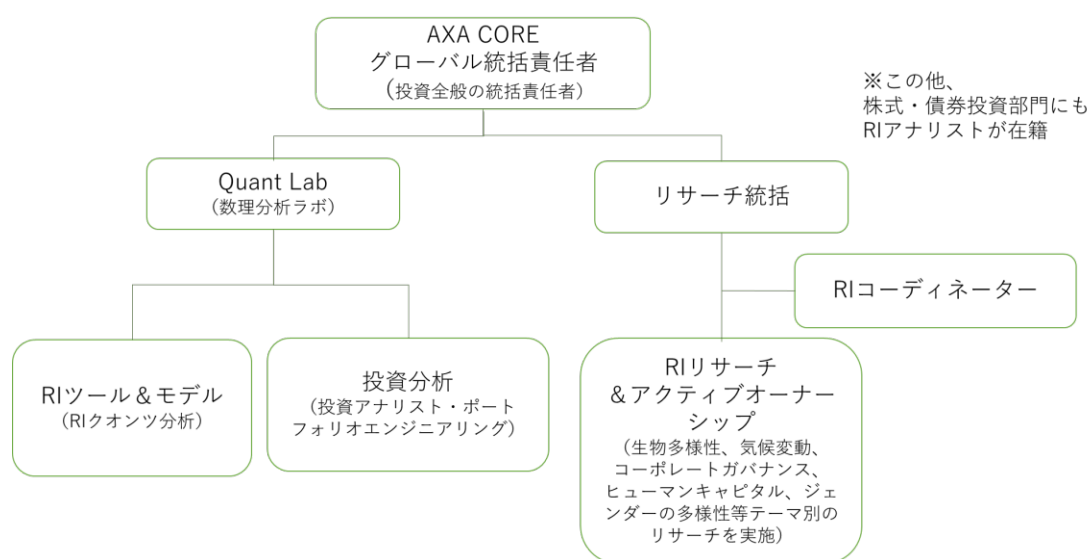 AXA CORE
グローバル統括責任者
(投資全般の統括責任者)
※この他、
株式・債券投資部門にも
RIアナリストが在籍
Quant Lab
(数理分析ラボ)
リサーチ統括
RIコーディネーター
RIツール＆モデル
(RIクオンツ分析)
投資分析
(投資アナリスト・ポート
フォリオエンジニアリング)
RIリサーチ
＆アクティブオーナー
シップ
(生物多様性、気候変動、
コーポレートガバナンス、
ヒューマンキャピタル、ジェ
ンダーの多様性等テーマ別の
リサーチを実施)